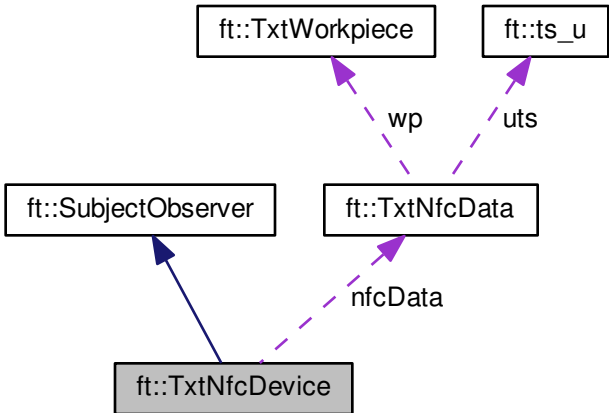 ft::TxtWorkpiece
ft::ts_u
wp
uts
ft::SubjectObserver
ft::TxtNfcData
nfcData
ft::TxtNfcDevice